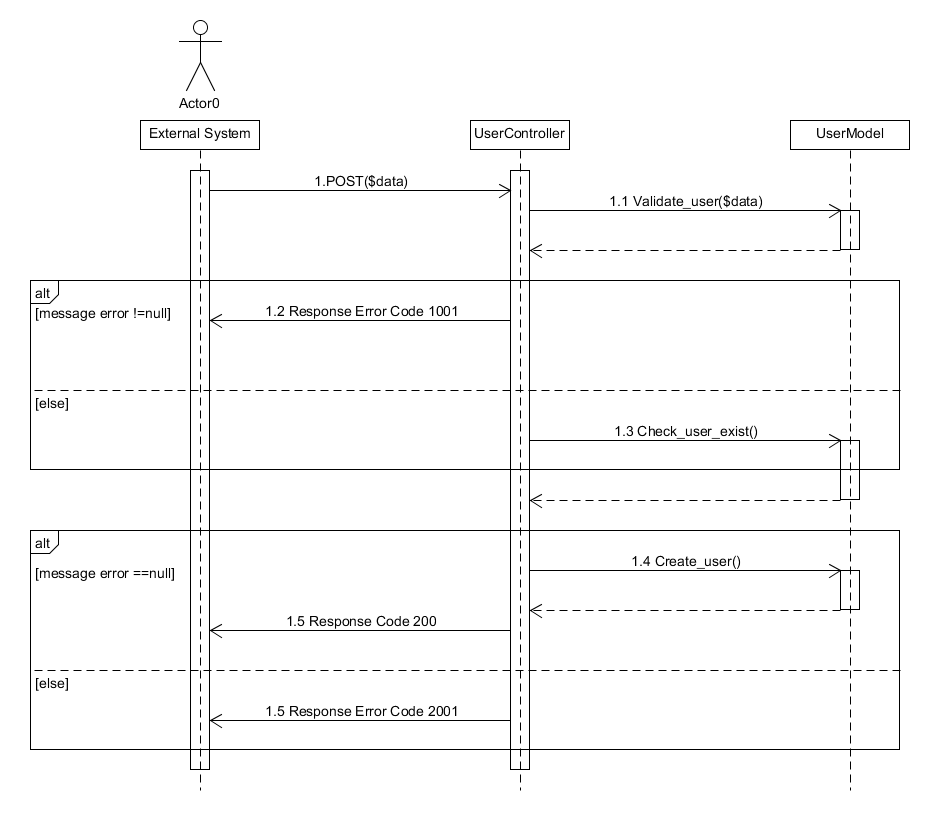 Actor0
External System
UserController
UserModel
1.POST($data)
1.1 Validate_user($data)
alt
[message error !=null]
1.2 Response Error Code 1001
[else]
1.3 Check_user_exist()
alt
[message error ==null]
1.4 Create_user()
1.5 Response Code 200
[else]
1.5 Response Error Code 2001